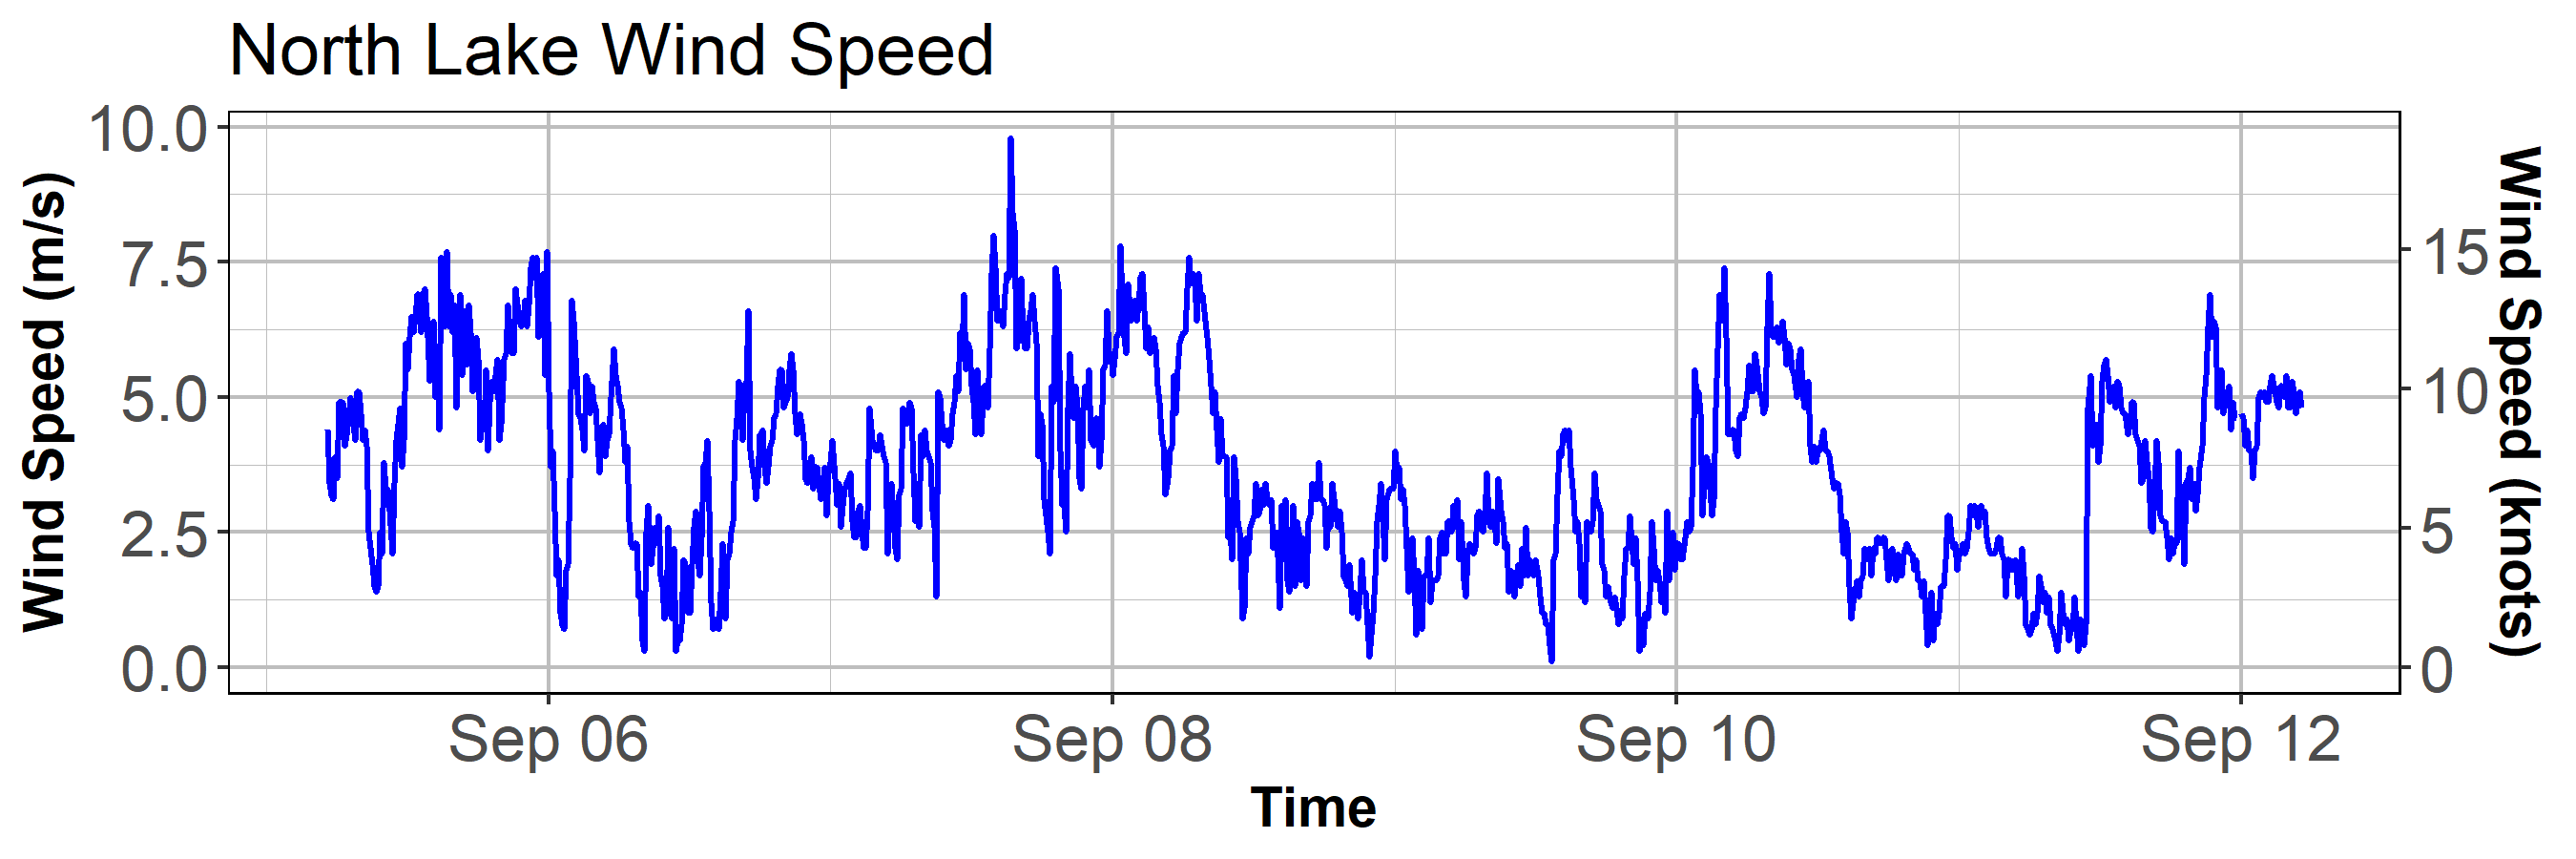 North Lake Wind Speed
10.0
7.5
5.0
2.5
0.0
Wind Speed (m/s)
15
10
5
0
Wind Speed (knots)
Sep 06 Sep 08 Sep 10 Sep 12
Time